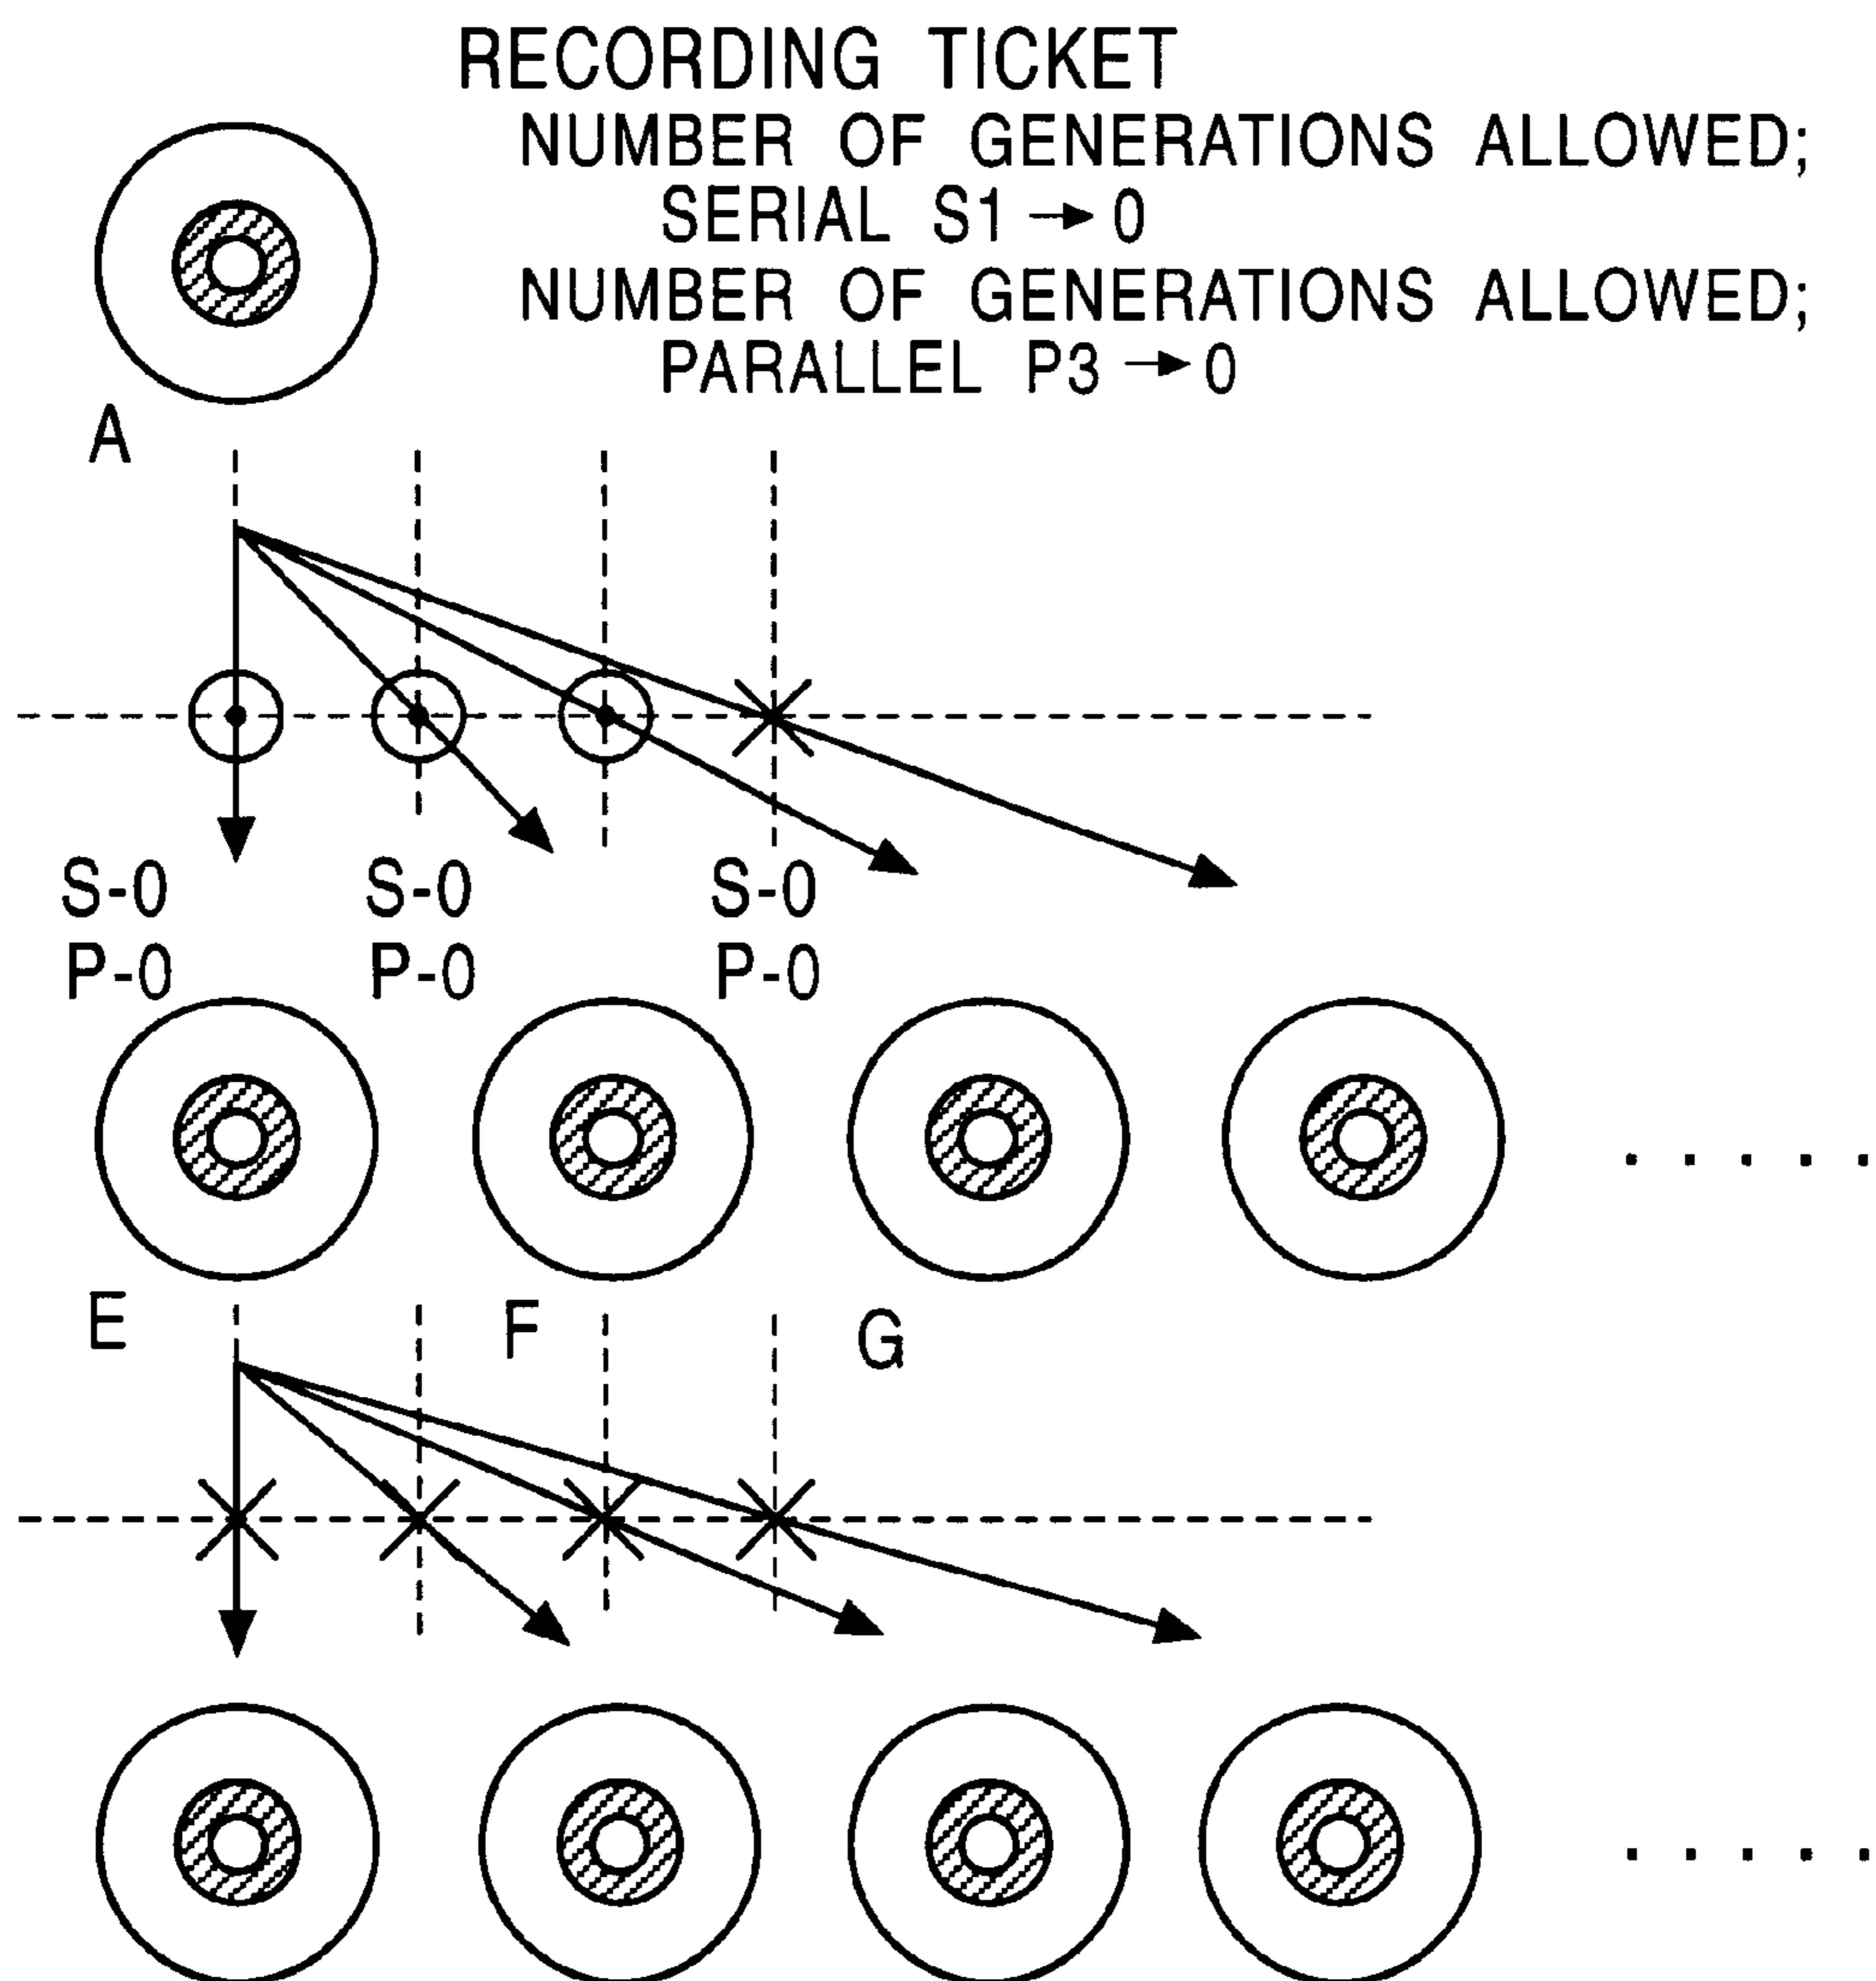 RECORDING TICKET
NUMBER OF GENERATIONS ALLOWED;
SERIAL S1 → 0
NUMBER OF GENERATIONS ALLOWED;
PARALLEL P3 → 0
A
S-0 S-0 S-0
P-0 P-0 P-0
E F G